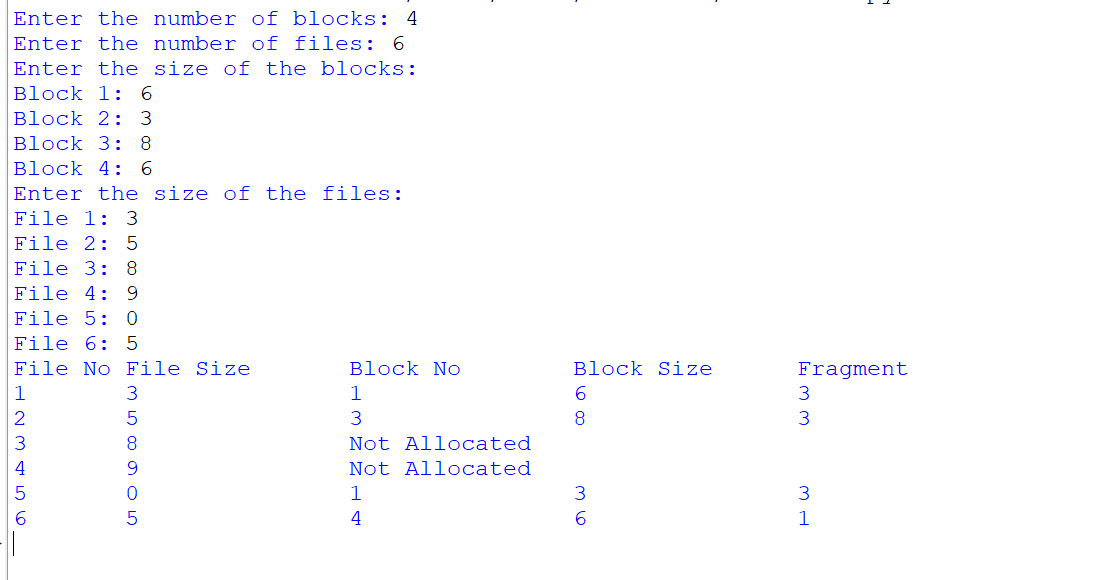 Enter the number of blocks: 4
Enter the number of files: 6
Enter the size of the blocks:
Block 1: 6
Block 2: 3
Block 3: 8
Block 4: 6
Enter the size of the files:
File 1: 3
File 2: 5
File 3: 8
File 4: 9
File 5: 0
File 6: 5
File No File Size Block No Block Size Fragment
1 3 1 6 3
2 5 3 8 3
3 8 Not Allocated
4 9 Not Allocated
5 0 1 3 3
6 5 4 6 1